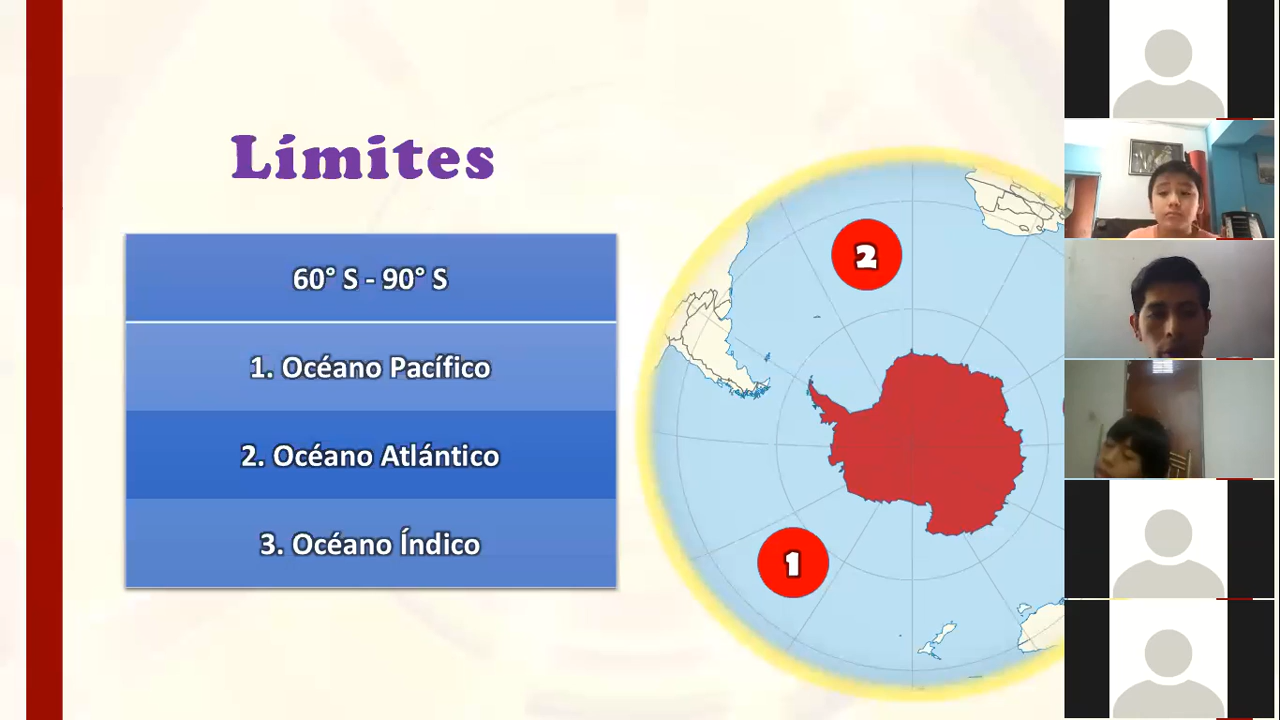 Límites
60° S - 90° S
1. Océano Pacífico
2. Océano Atlántico
3. Océano Índico
2
1